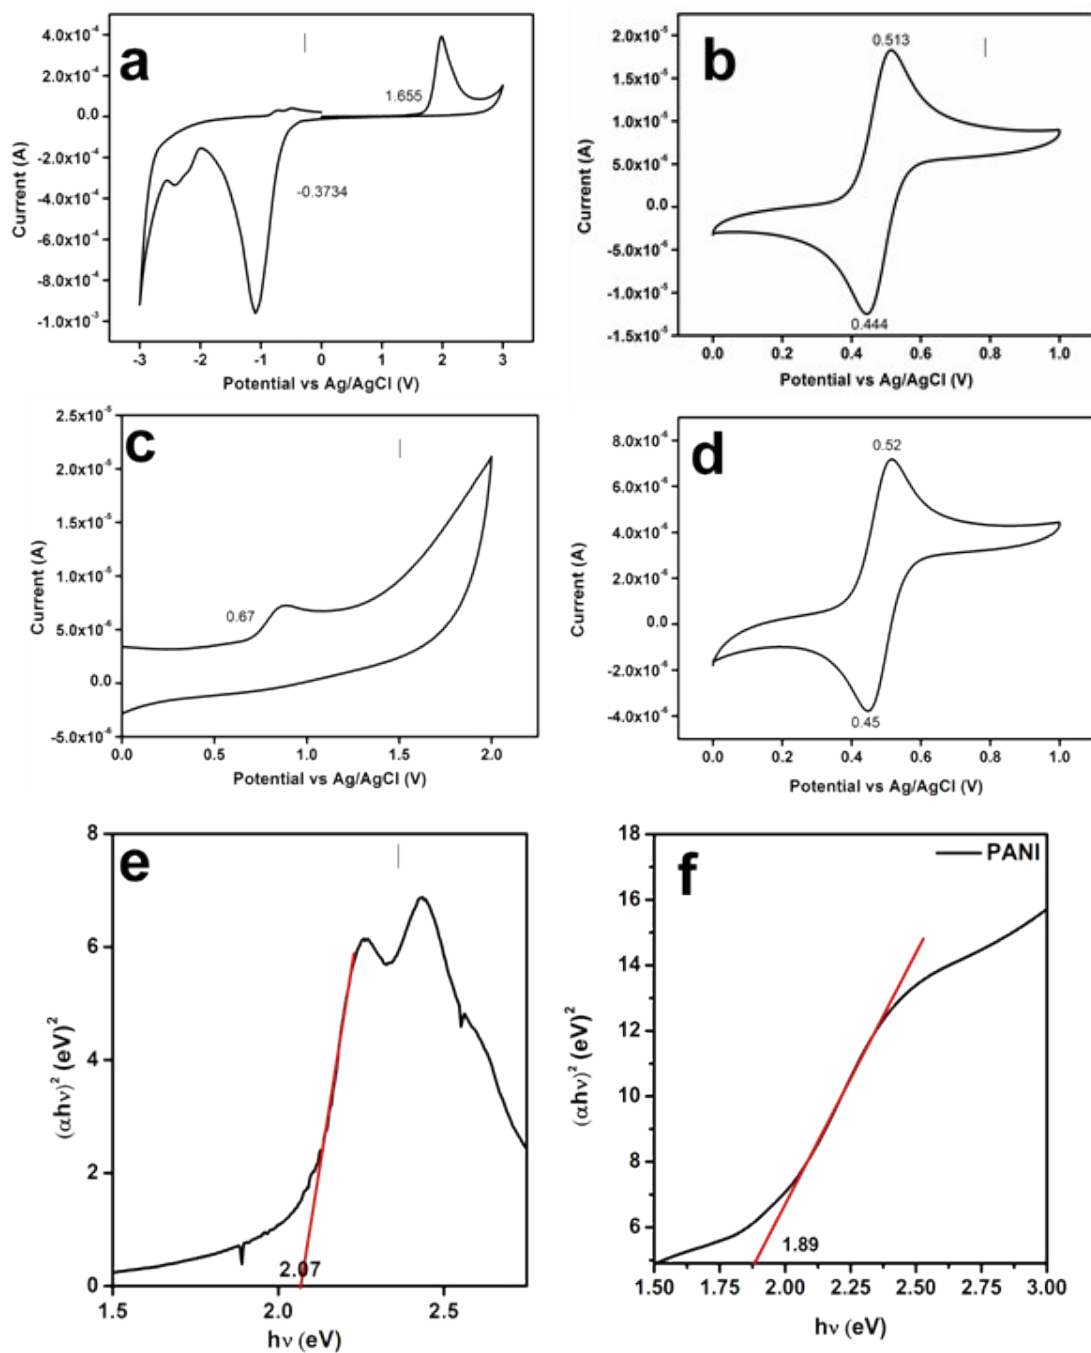 a
4.0x10⁻⁴
2.0x10⁻⁴
0.0
-2.0x10⁻⁴
-4.0x10⁻⁴
-6.0x10⁻⁴
-8.0x10⁻⁴
-1.0x10⁻³
Current (A)
1.655
-0.3734
-3 -2 -1 0 1 2 3
Potential vs Ag/AgCl (V)
b
2.0x10⁻⁵
1.5x10⁻⁵
1.0x10⁻⁵
5.0x10⁻⁶
0.0
-5.0x10⁻⁶
-1.0x10⁻⁵
-1.5x10⁻⁵
Current (A)
0.513
0.444
0.0 0.2 0.4 0.6 0.8 1.0
Potential vs Ag/AgCl (V)
c
2.5x10⁻⁵
2.0x10⁻⁵
1.5x10⁻⁵
1.0x10⁻⁵
5.0x10⁻⁶
0.0
-5.0x10⁻⁶
Current (A)
0.67
0.0 0.5 1.0 1.5 2.0
Potential vs Ag/AgCl (V)
d
8.0x10⁻⁶
6.0x10⁻⁶
4.0x10⁻⁶
2.0x10⁻⁶
0.0
-2.0x10⁻⁶
-4.0x10⁻⁶
Current (A)
0.52
0.45
0.0 0.2 0.4 0.6 0.8 1.0
Potential vs Ag/AgCl (V)
e
8
6
4
2
0
(αhν)² (eV)²
2.07
1.5 2.0 2.5
hν (eV)
f
PANI
18
16
14
12
10
8
6
(αhν)² (eV)²
1.89
1.50 1.75 2.00 2.25 2.50 2.75 3.00
hν (eV)